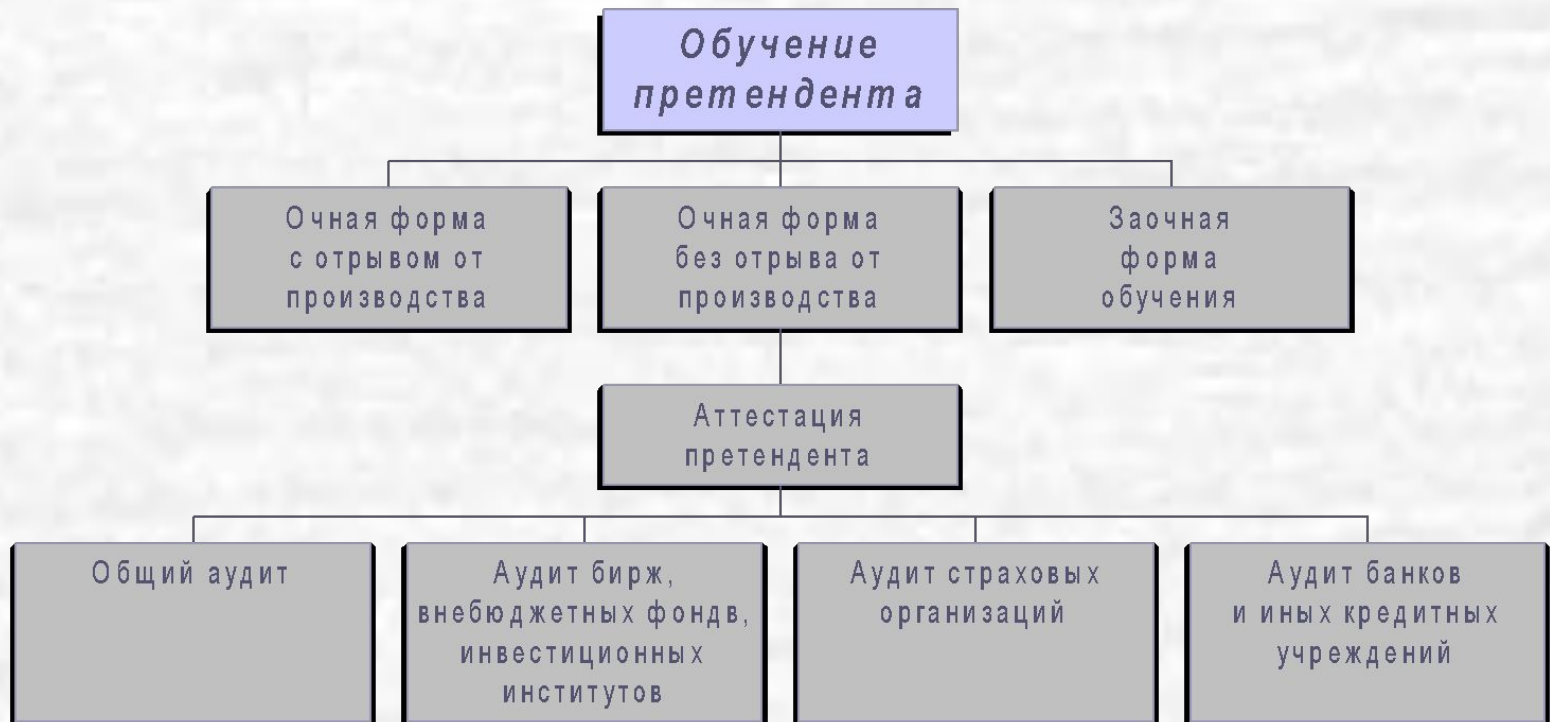 Обучение
претендента
Очная форма
с отрывом от
производства
Очная форма
без отрыва от
производства
Заочная
форма
обучения
Аттестация
претендента
Общий аудит
Аудит бирж,
внебюджетных фондв,
инвестиционных
институтов
Аудит страховых
организаций
Аудит банков
и иных кредитных
учреждений